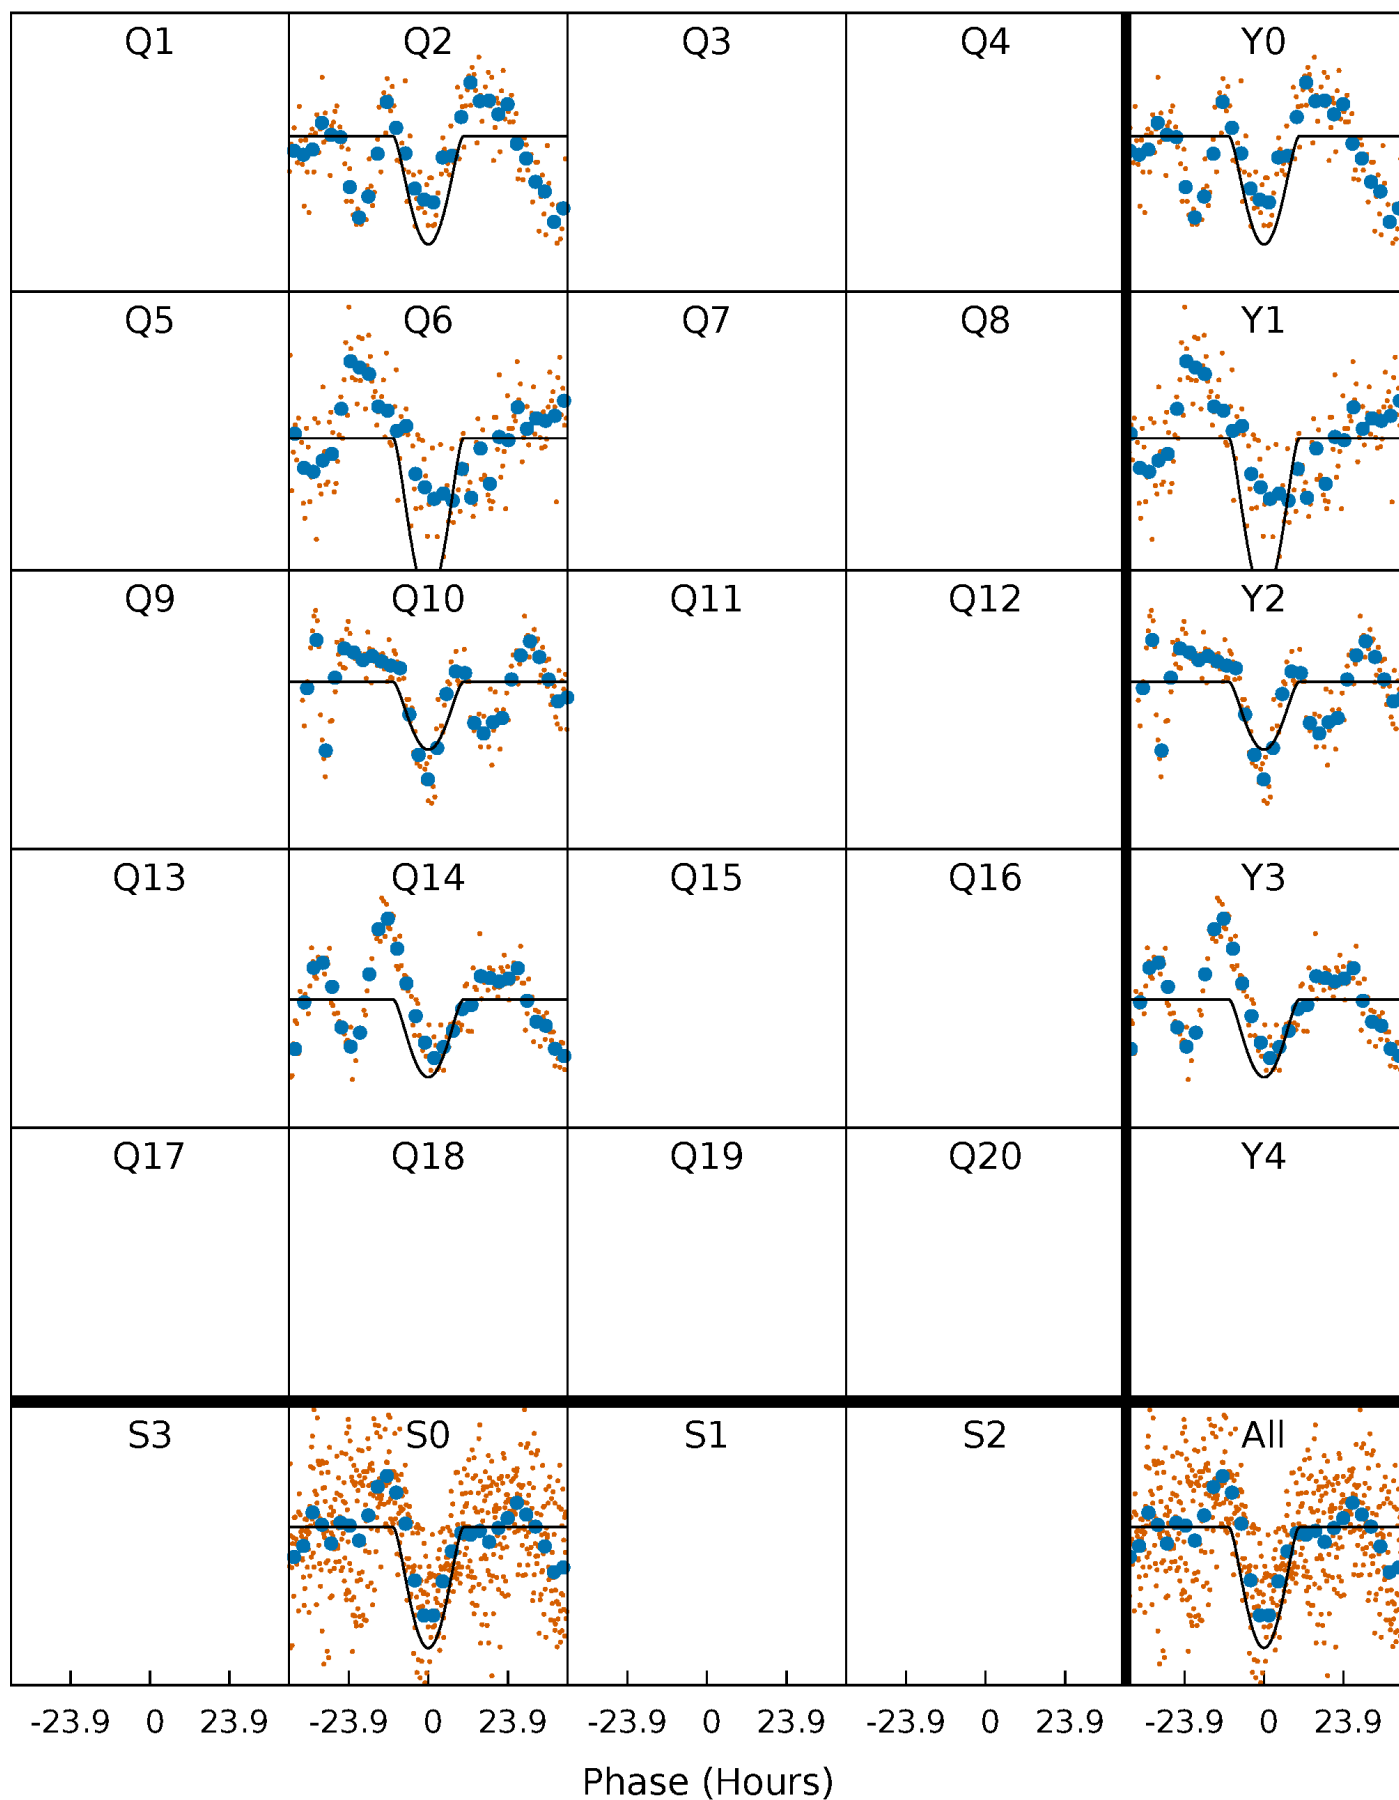 Q1 Q2 Q3 Q4 Y0
Q5 Q6 Q7 Q8 Y1
Q9 Q10 Q11 Q12 Y2
Q13 Q14 Q15 Q16 Y3
Q17 Q18 Q19 Q20 Y4
S3 S0 S1 S2 All
-23.9 0 23.9 -23.9 0 23.9 -23.9 0 23.9 -23.9 0 23.9 -23.9 0 23.9
Phase (Hours)